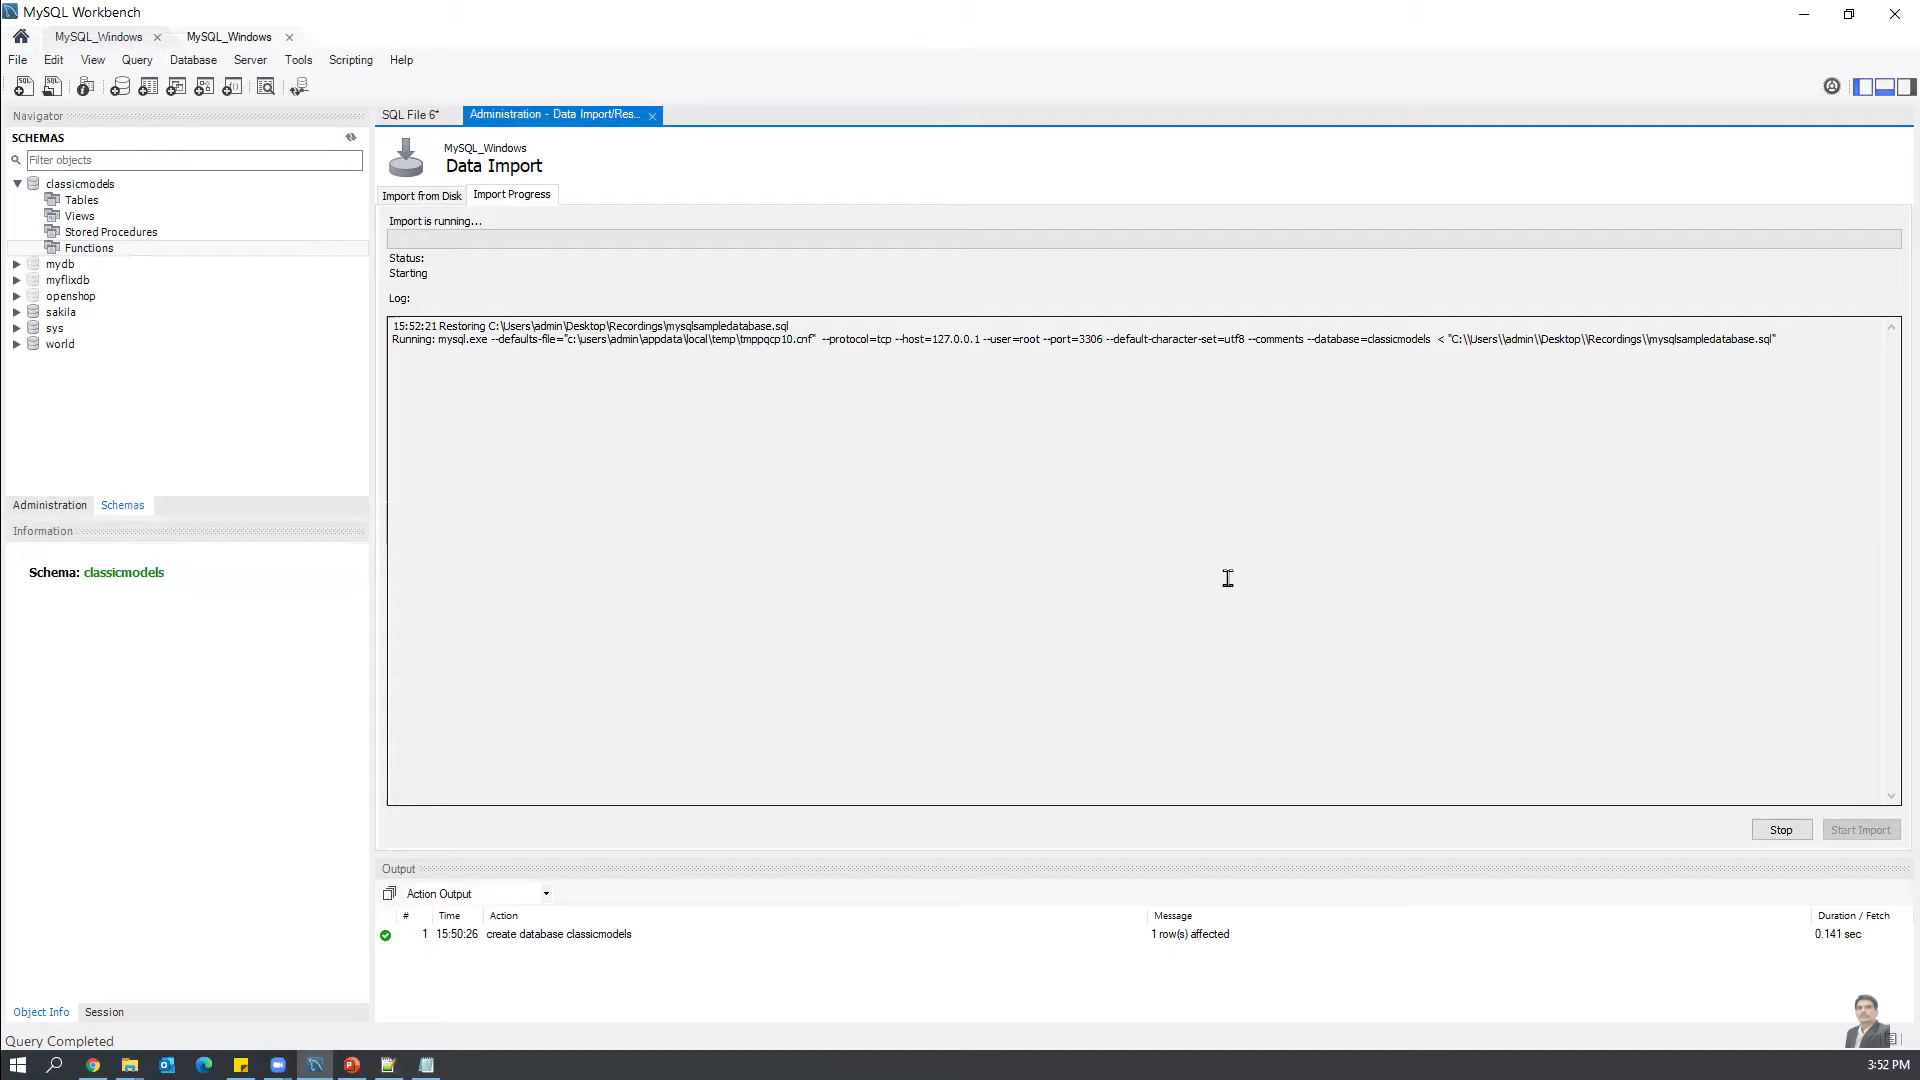 MySQL Workbench
MySQL_Windows
MySQL_Windows
File Edit View Query Database Server Tools Scripting Help
Navigator
SCHEMAS
Filter objects
classicmodels
Tables
Views
Stored Procedures
Functions
mydb
myflixdb
openshop
sakila
sys
world
Administration Schemas
Information
Schema: classicmodels
Object Info Session
Query Completed
SQL File 6*
Administration - Data Import/Res...
MySQL_Windows
Data Import
Import from Disk Import Progress
Import is running...
Status:
Starting
Log:
15:52:21 Restoring C:\Users\admin\Desktop\Recordings\mysqlsampledatabase.sql
Running: mysql.exe --defaults-file="c:\users\admin\appdata\local\temp\tmppqcp10.cnf"  --protocol=tcp --host=127.0.0.1 --user=root --port=3306 --default-character-set=utf8 --comments --database=classicmodels  < "C:\\Users\\admin\\Desktop\\Recordings\\mysqlsampledatabase.sql"
Stop Start Import
Output
Action Output
# Time Action Message Duration / Fetch
1 15:50:26 create database classicmodels 1 row(s) affected 0.141 sec
3:52 PM